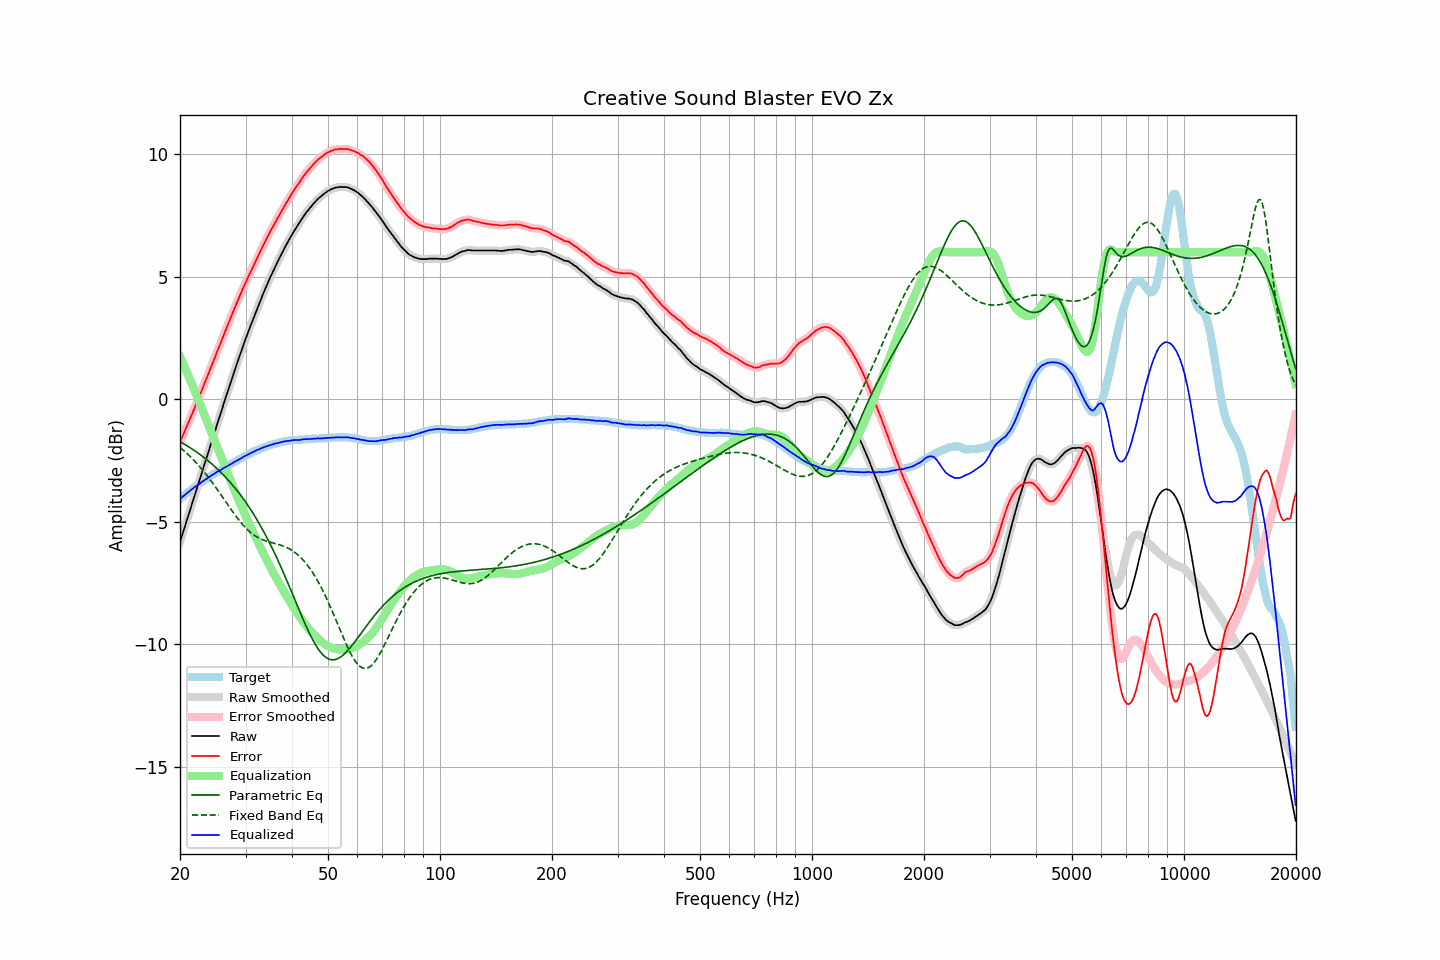 Creative Sound Blaster EVO Zx
Amplitude (dBr)
10
5
0
−5
−10
−15
Target
Raw Smoothed
Error Smoothed
Raw
Error
Equalization
Parametric Eq
Fixed Band Eq
Equalized
20 50 100 200 500 1000 2000 5000 10000 20000
Frequency (Hz)